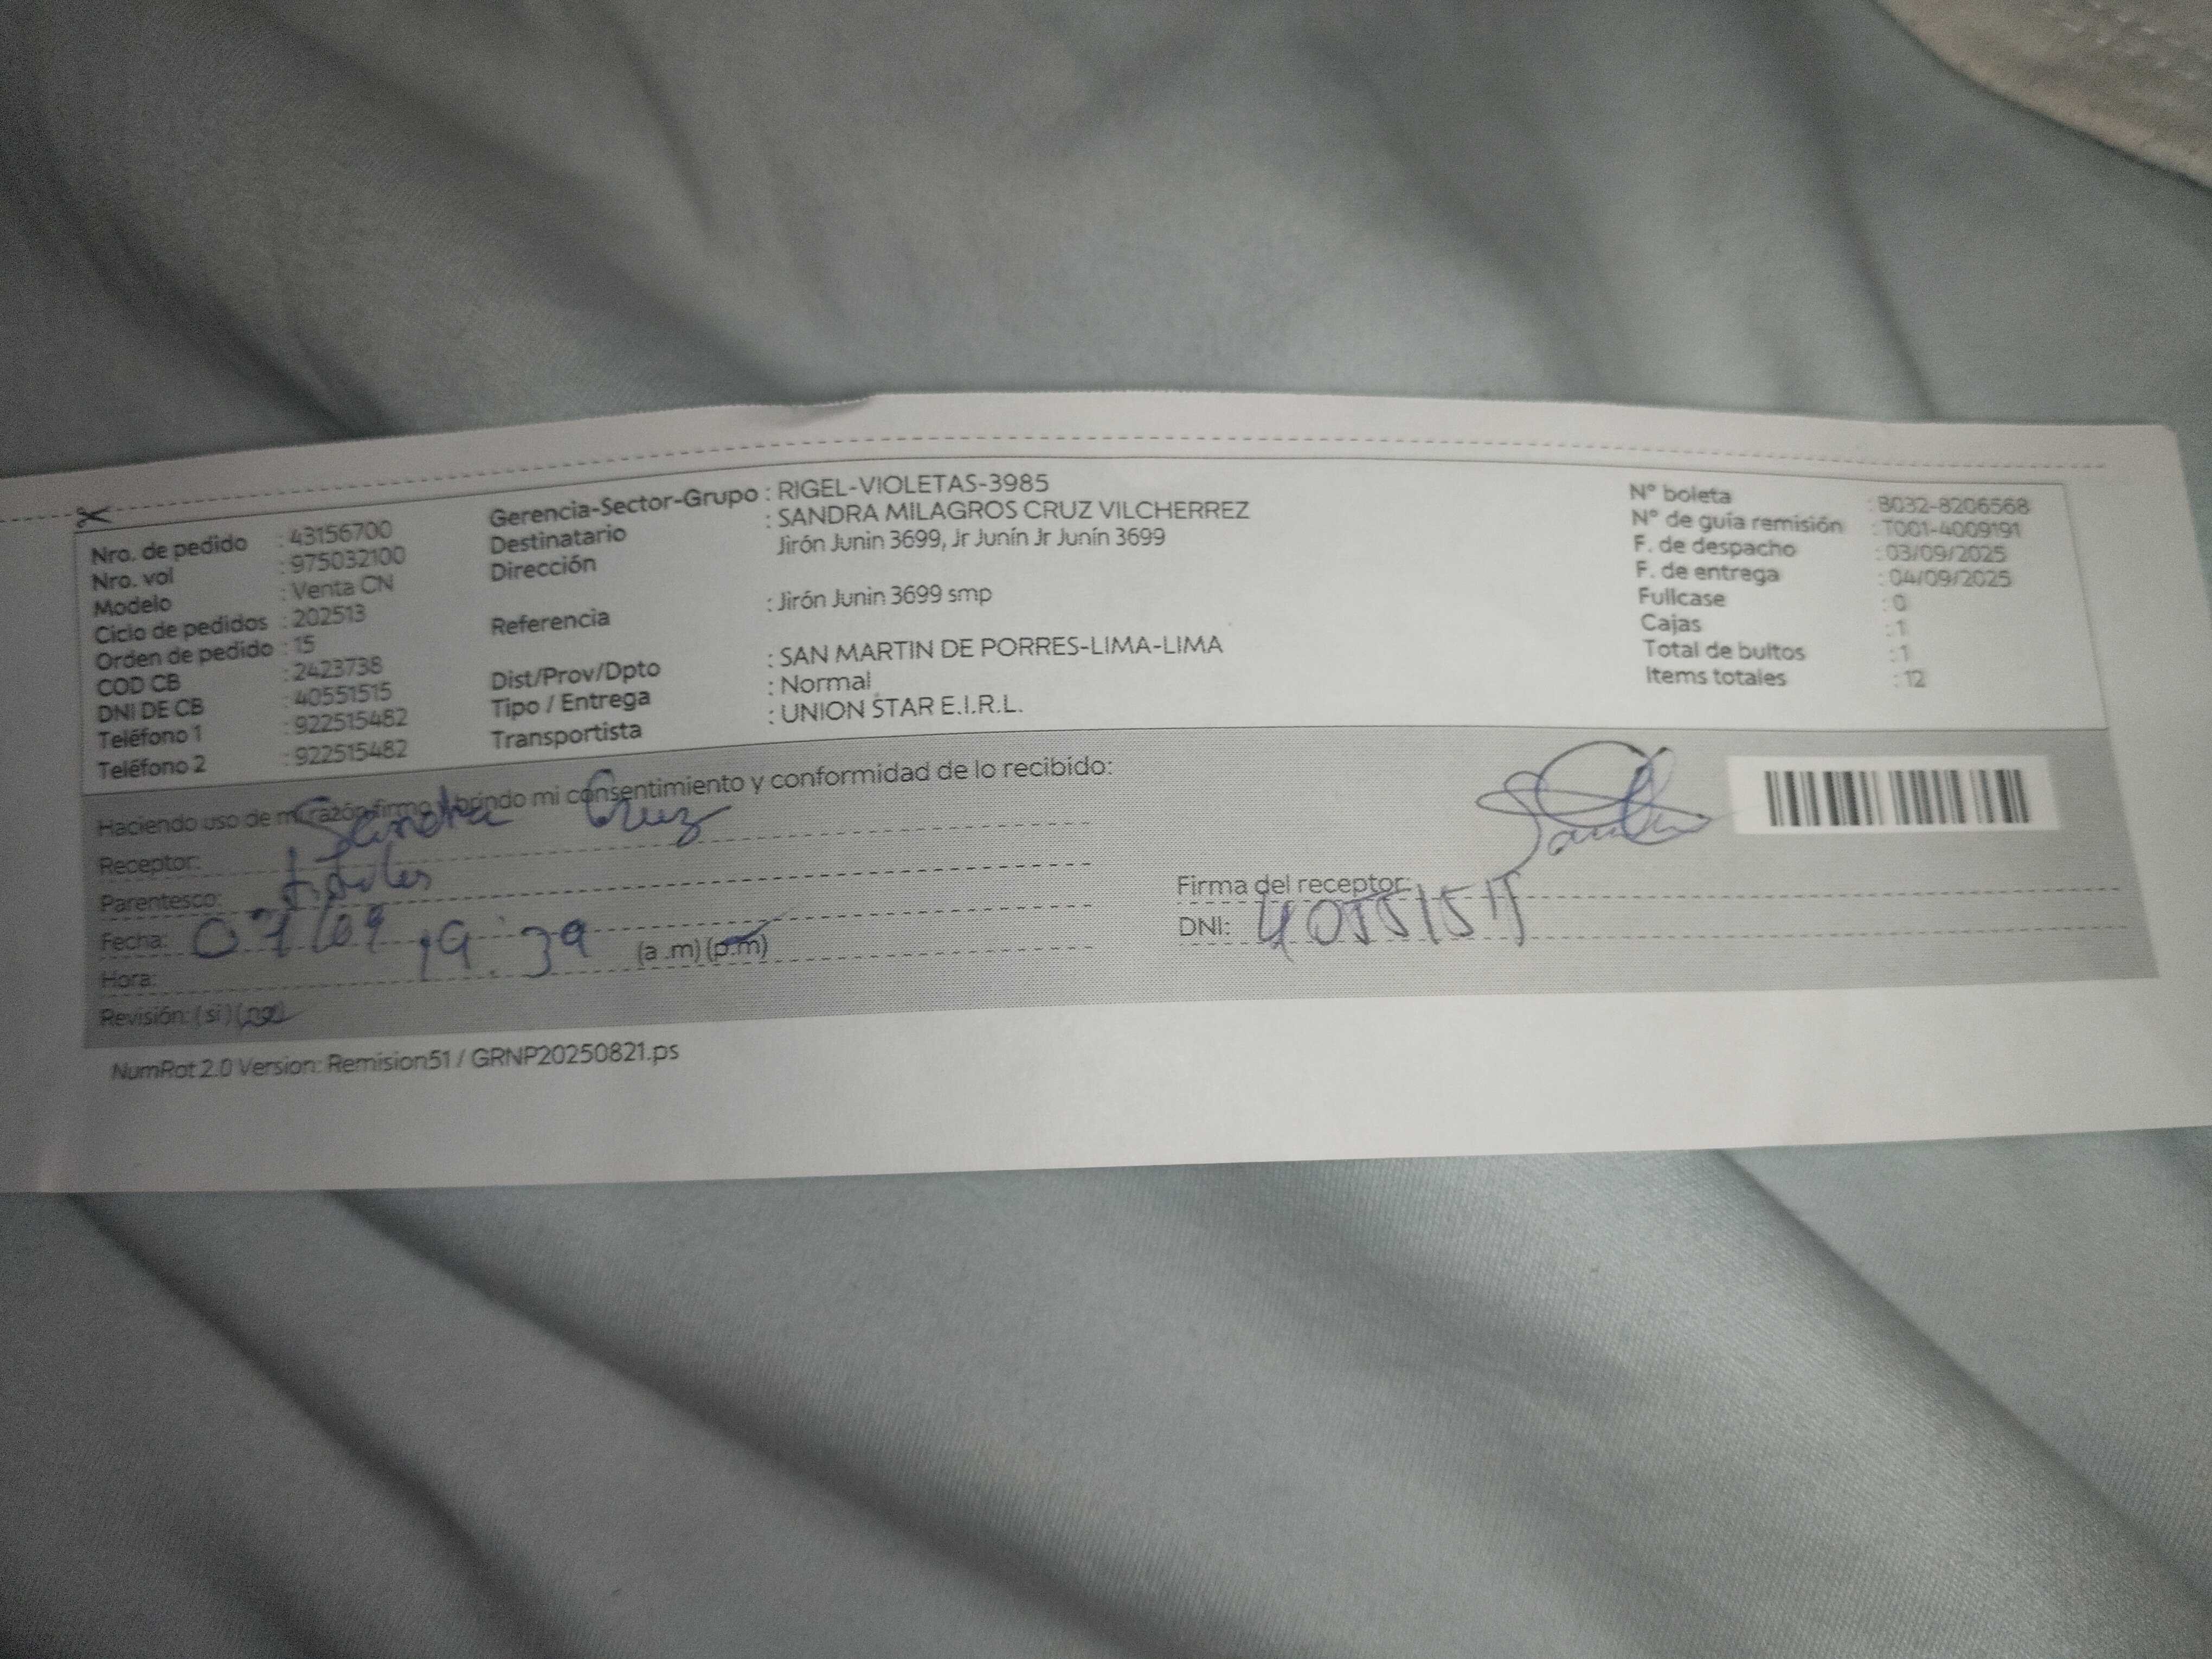 Nro. de pedido : 43156700
Nro. vol : 975032100
Modelo : Venta CN
Ciclo de pedidos : 202513
Orden de pedido : 15
COD CB : 2423738
DNI DE CB : 40551515
Teléfono 1 : 922515482
Teléfono 2 : 922515482
Gerencia-Sector-Grupo : RIGEL-VIOLETAS-3985
Destinatario : SANDRA MILAGROS CRUZ VILCHERREZ
Dirección Jirón Junin 3699, Jr Junín Jr Junín 3699
Referencia : Jirón Junin 3699 smp
Dist/Prov/Dpto : SAN MARTIN DE PORRES-LIMA-LIMA
Tipo / Entrega : Normal
Transportista : UNION STAR E.I.R.L.
N° boleta : B032-8206568
N° de guía remisión : T001-4009191
F. de despacho : 03/09/2025
F. de entrega : 04/09/2025
Fullcase : 0
Cajas : 1
Total de bultos : 1
Items totales : 12
Haciendo uso de mi razón firmo y brindo mi consentimiento y conformidad de lo recibido:
Receptor: Sandra Cruz
Parentesco:
Fecha:
Hora: 19:39 (a .m) (p.m)
Revisión: ( si ) (no)
Firma del receptor:
DNI: 40551515
NumRot 2.0 Version: Remision51 / GRNP20250821.ps